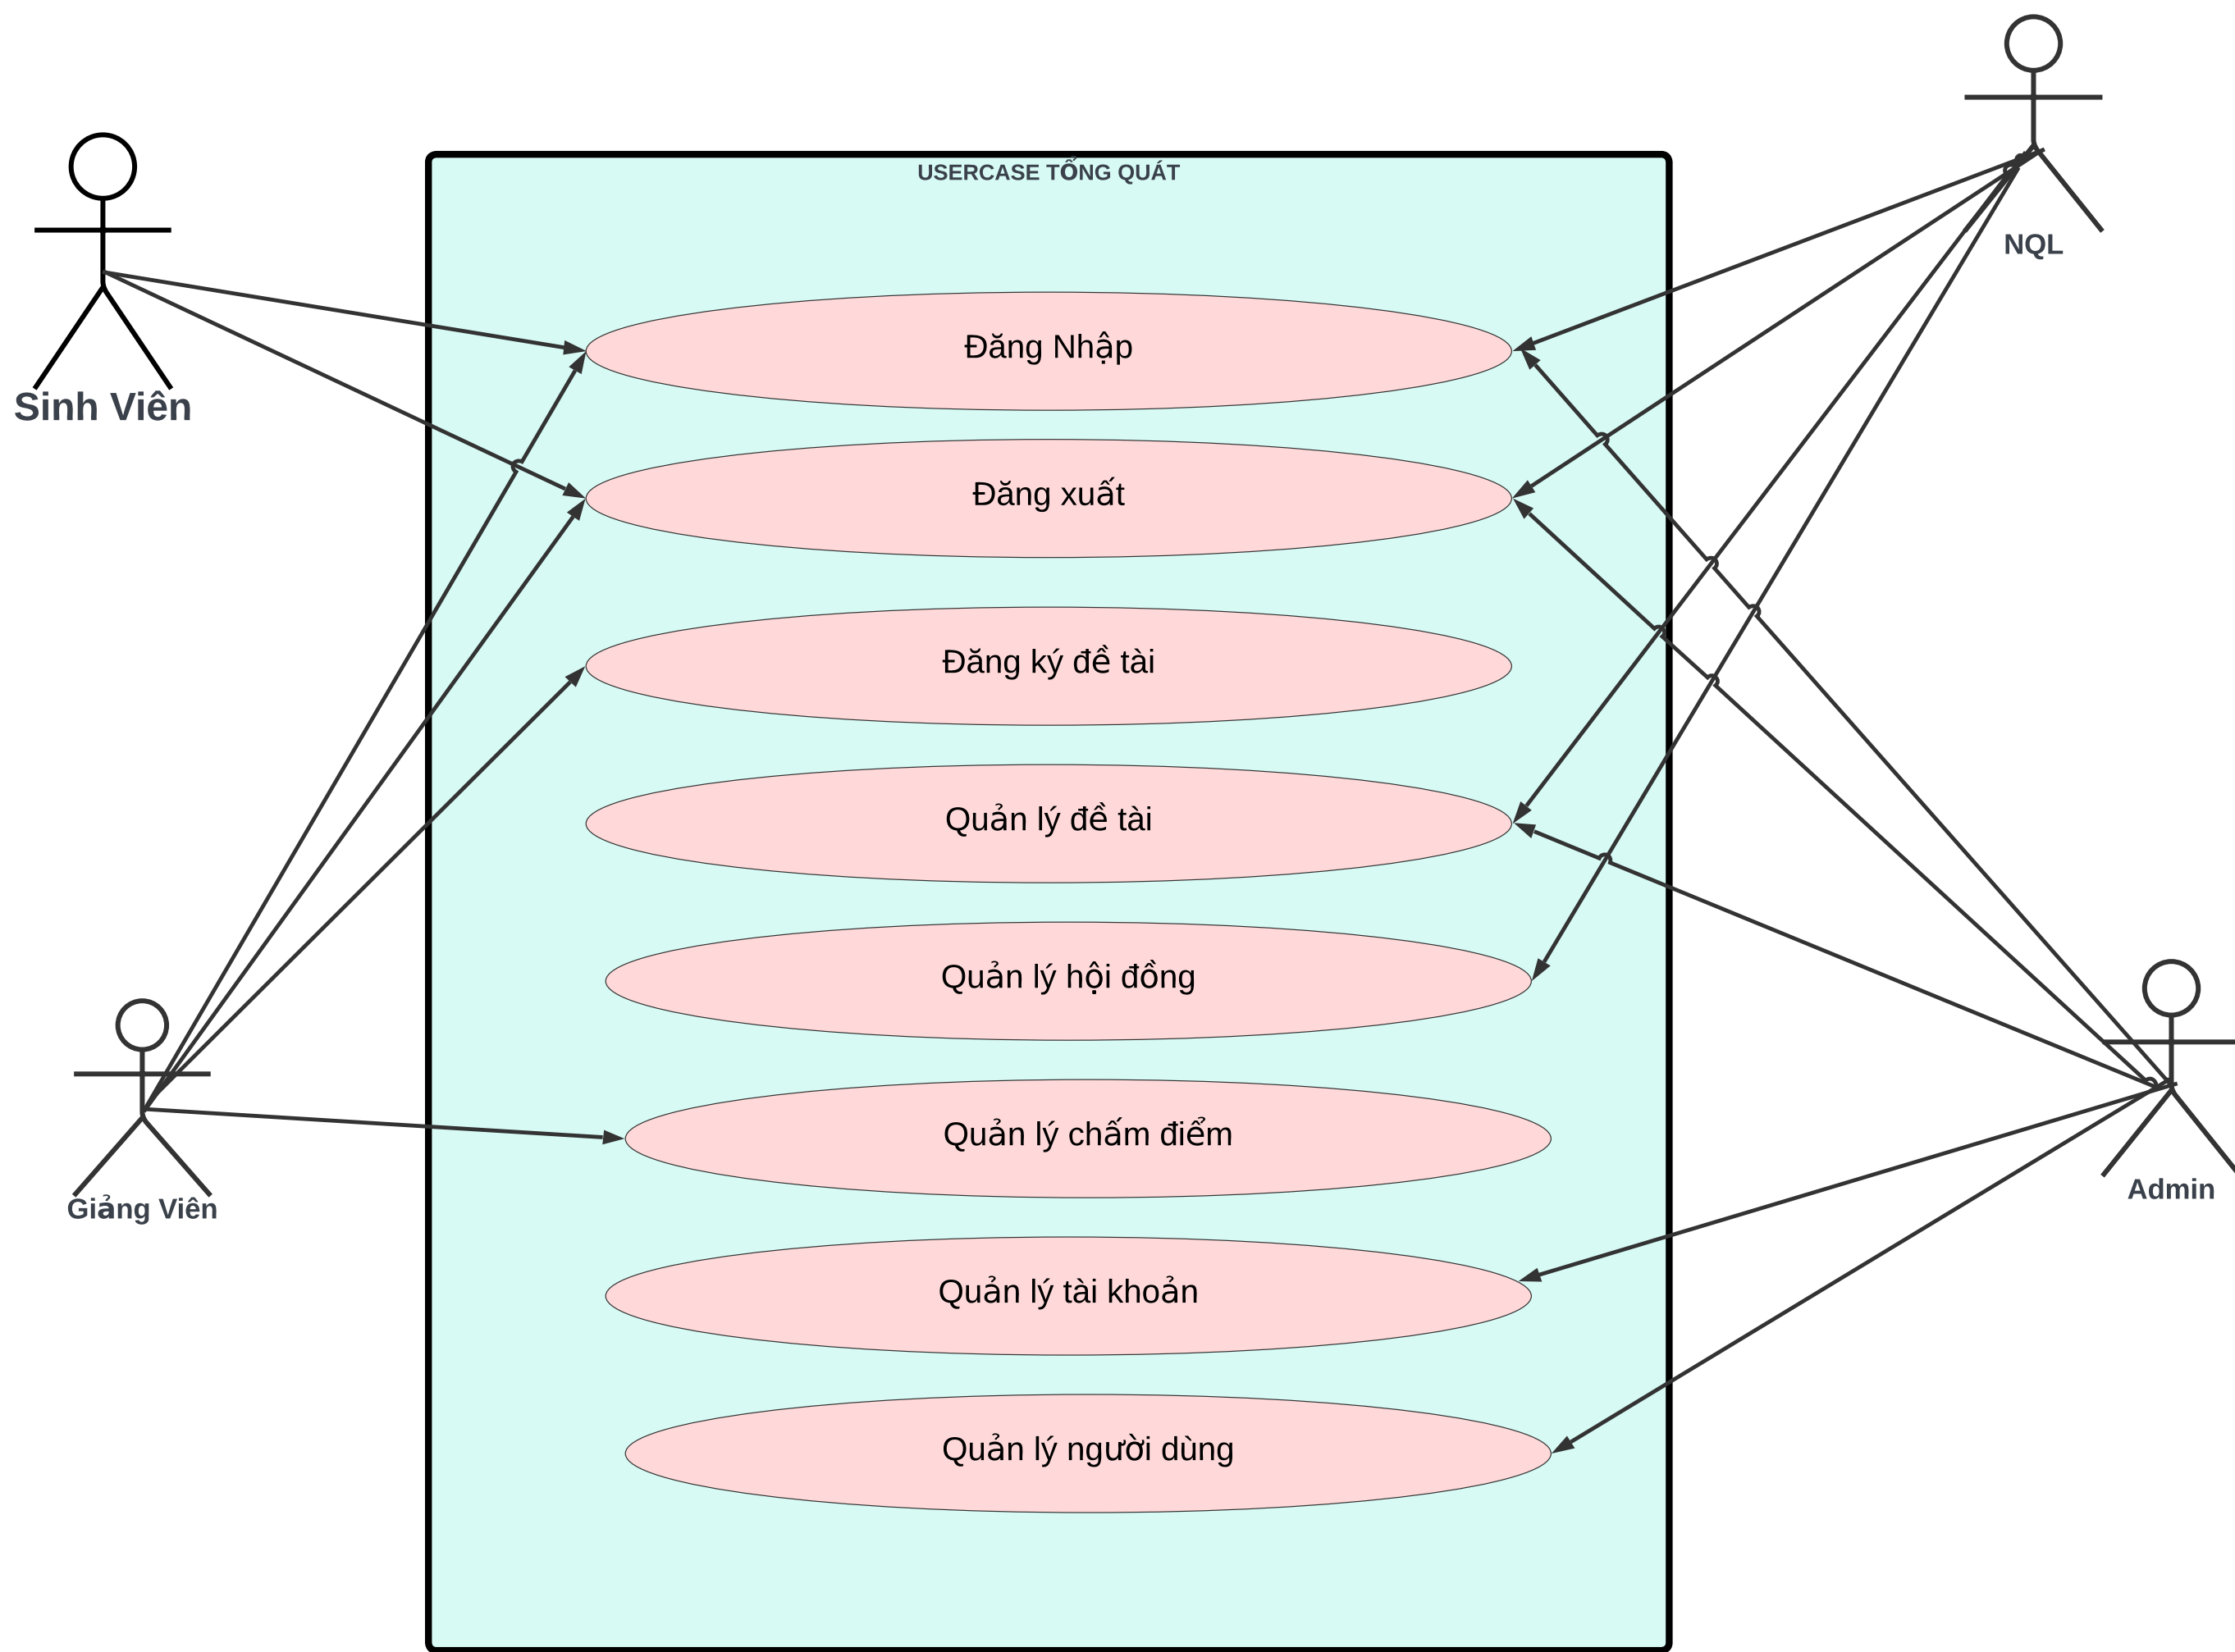 USERCASE TỔNG QUÁT
NQL
Đăng Nhập
Sinh Viên
Đăng xuất
Đăng ký đề tài
Quản lý đề tài
Quản lý hội đồng
Quản lý chấm điểm
Admin
Giảng Viên
Quản lý tài khoản
Quản lý người dùng